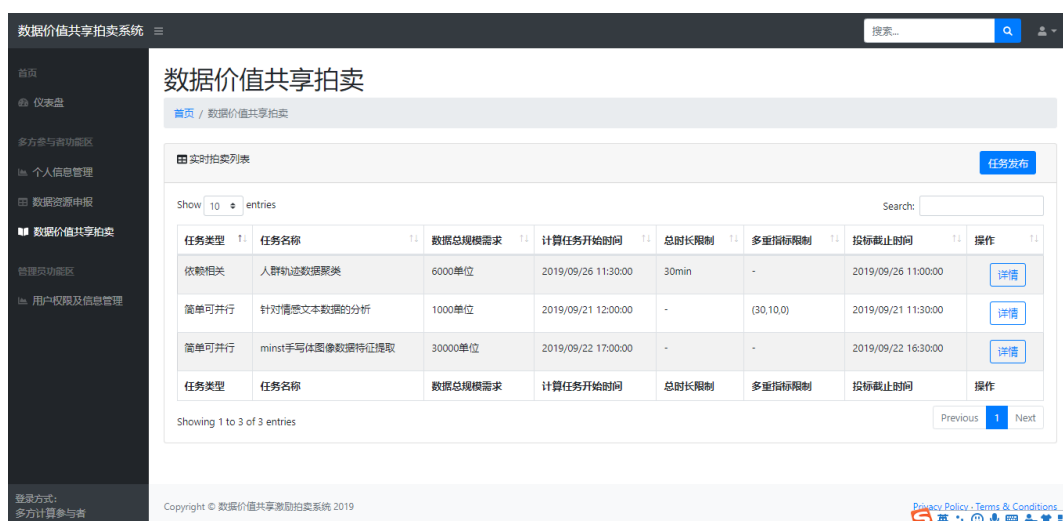 数据价值共享拍卖系统
搜索...
首页
仪表盘
多方参与者功能区
个人信息管理
数据资源申报
数据价值共享拍卖
管理员功能区
用户权限及信息管理
登录方式:
多方计算参与者
数据价值共享拍卖
首页 / 数据价值共享拍卖
实时拍卖列表
任务发布
Show 10 entries
Search:
任务类型 任务名称 数据总规模需求 计算任务开始时间 总时长限制 多重指标限制 投标截止时间 操作
依赖相关 人群轨迹数据聚类 6000单位 2019/09/26 11:30:00 30min - 2019/09/26 11:00:00 详情
简单可并行 针对情感文本数据的分析 1000单位 2019/09/21 12:00:00 - (30,10,0) 2019/09/21 11:30:00 详情
简单可并行 minst手写体图像数据特征提取 30000单位 2019/09/22 17:00:00 - - 2019/09/22 16:30:00 详情
任务类型 任务名称 数据总规模需求 计算任务开始时间 总时长限制 多重指标限制 投标截止时间 操作
Showing 1 to 3 of 3 entries
Previous 1 Next
Copyright © 数据价值共享激励拍卖系统 2019
Privacy Policy · Terms & Conditions
英